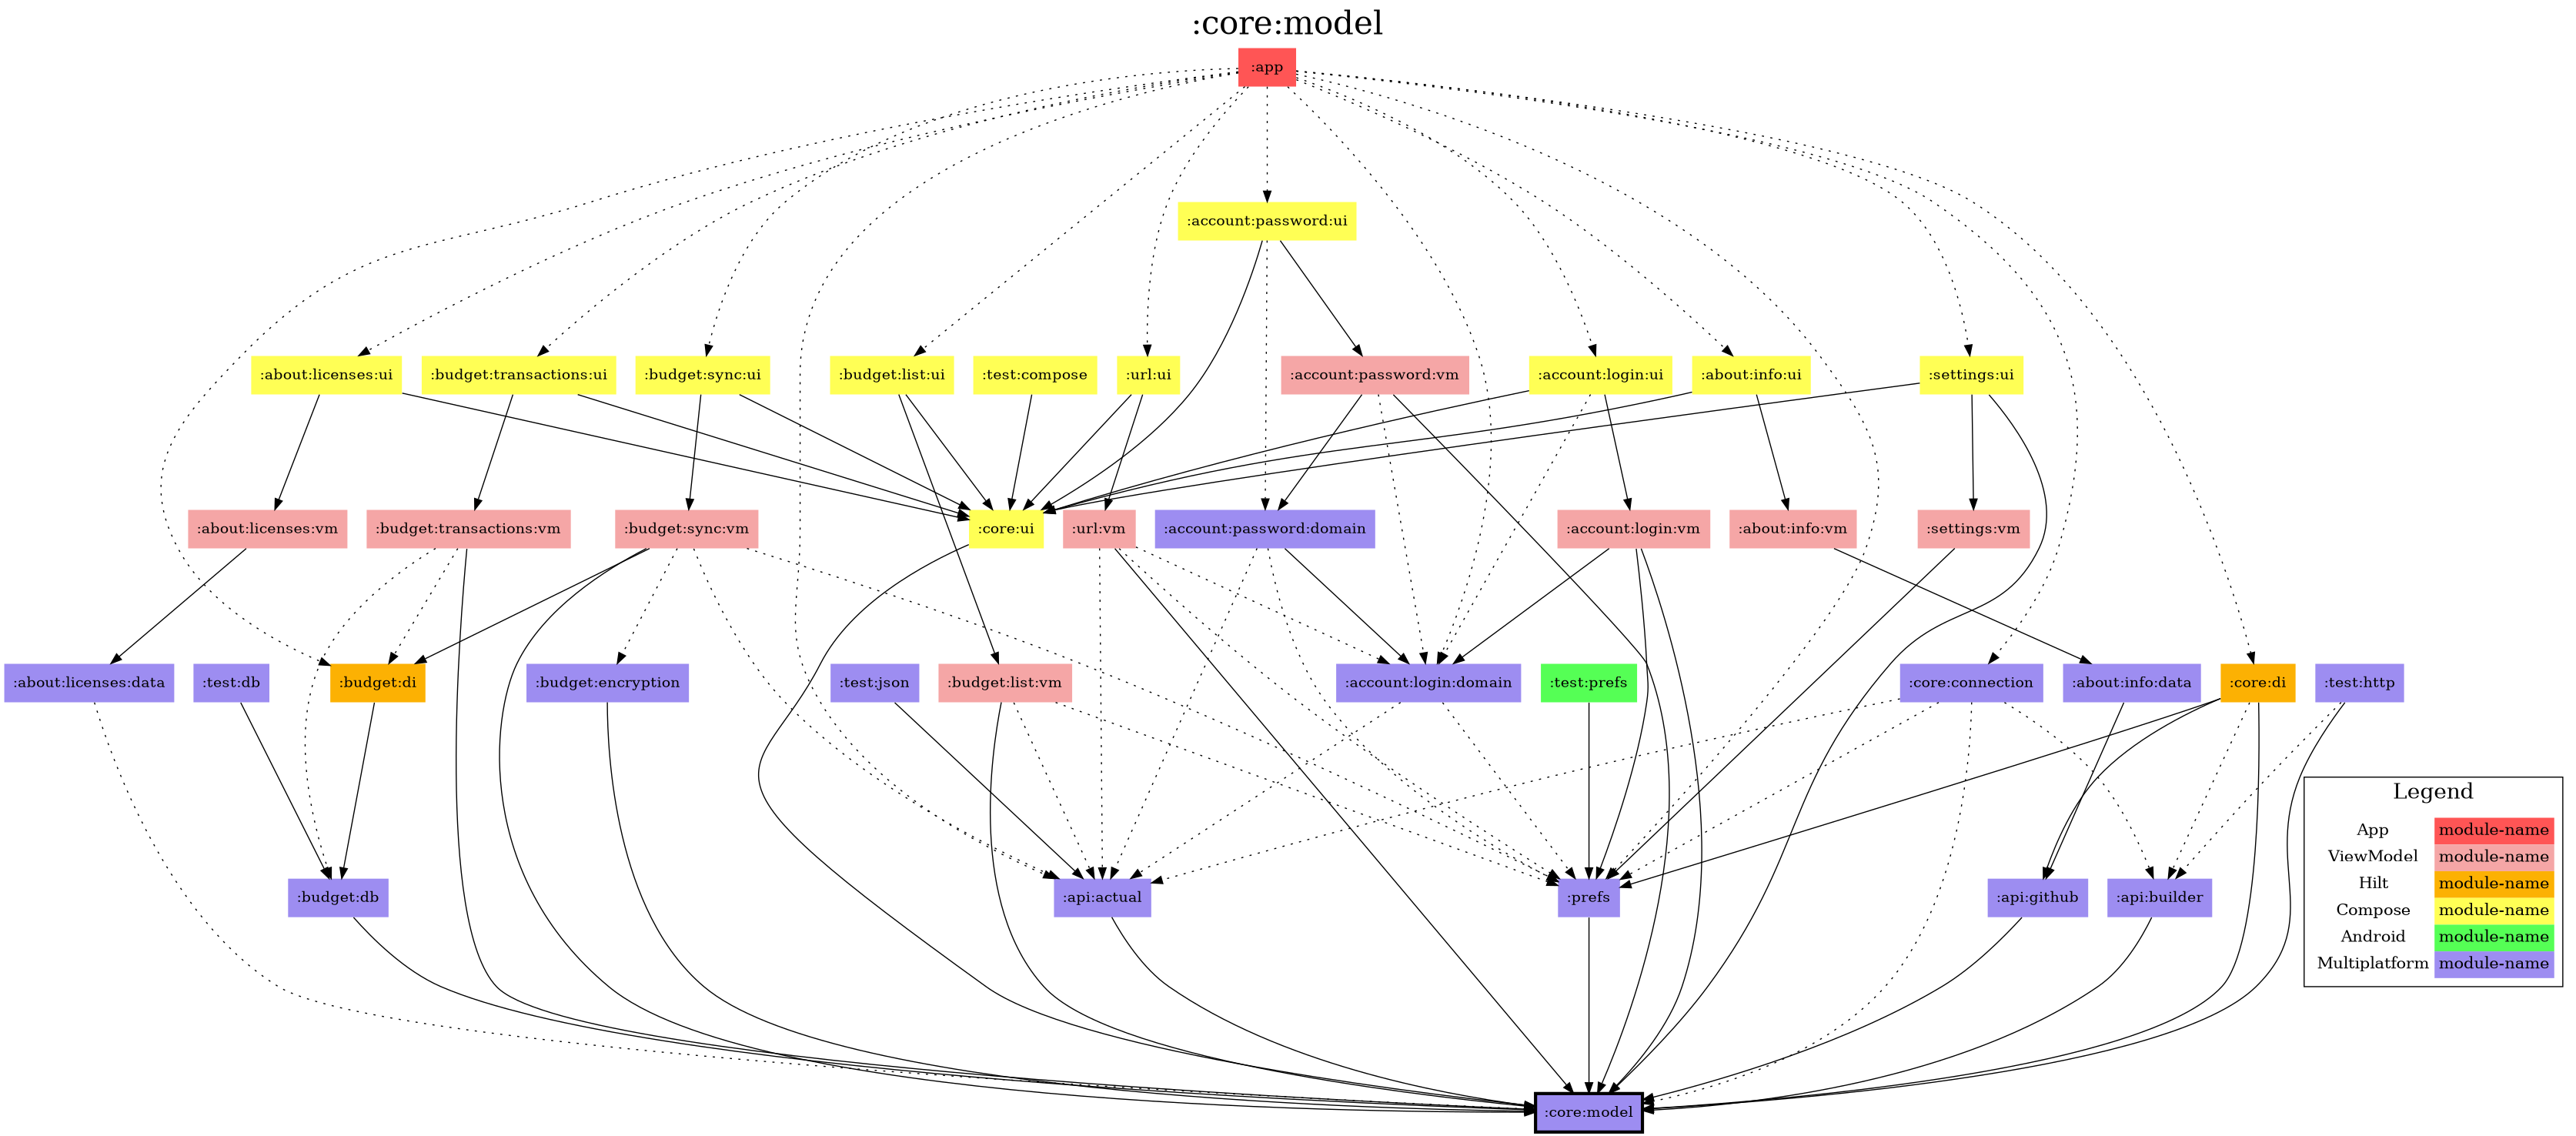 :core:model
:app
:account:password:ui
:about:licenses:ui
:budget:transactions:ui
:budget:sync:ui
:budget:list:ui
:test:compose
:url:ui
:account:password:vm
:account:login:ui
:about:info:ui
:settings:ui
:about:licenses:vm
:budget:transactions:vm
:budget:sync:vm
:core:ui
:url:vm
:account:password:domain
:account:login:vm
:about:info:vm
:settings:vm
:about:licenses:data
:test:db
:budget:di
:budget:encryption
:test:json
:budget:list:vm
:account:login:domain
:test:prefs
:core:connection
:about:info:data
:core:di
:test:http
:budget:db
:api:actual
:prefs
:api:github
:api:builder
:core:model
Legend
App module-name
ViewModel module-name
Hilt module-name
Compose module-name
Android module-name
Multiplatform module-name